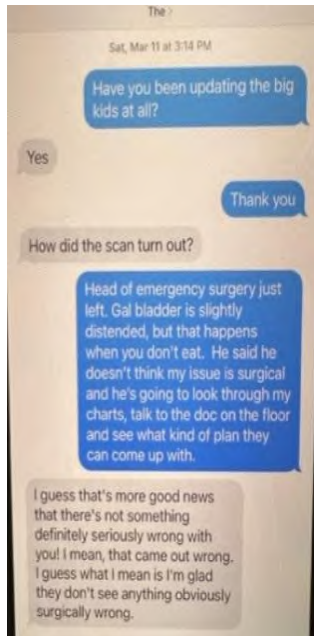 The
Sat, Mar 11 at 3:14 PM
Have you been updating the big
kids at all?
Yes
Thank you
How did the scan turn out?
Head of emergency surgery just
left. Gal bladder is slightly
distended, but that happens
when you don't eat. He said he
doesn't think my issue is surgical
and he's going to look through my
charts, talk to the doc on the floor
and see what kind of plan they
can come up with.
I guess that's more good news
that there's not something
definitely seriously wrong with
you! I mean, that came out wrong.
I guess what I mean is I'm glad
they don't see anything obviously
surgically wrong.